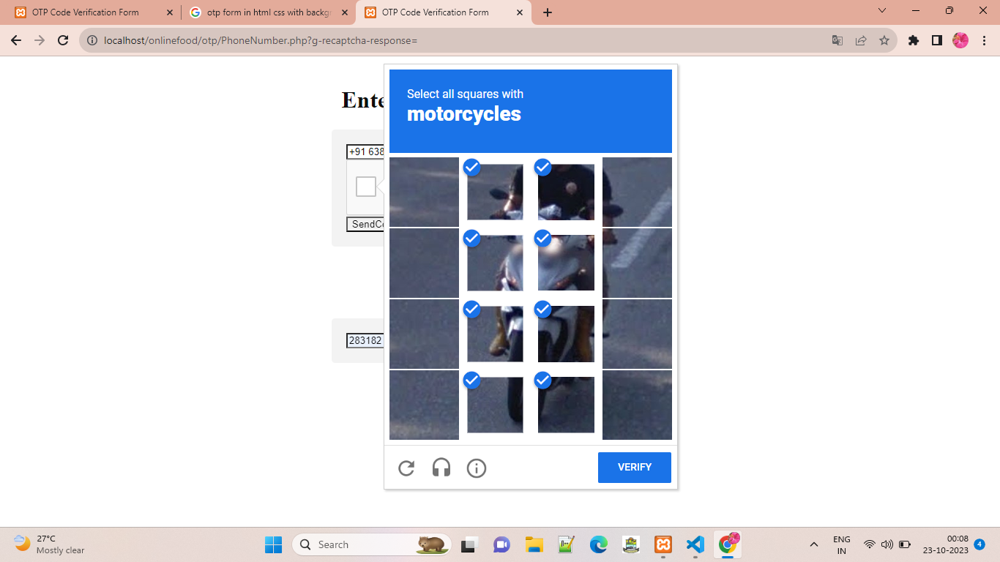 OTP Code Verification Form
otp form in html css with backgr
OTP Code Verification Form
localhost/onlinefood/otp/PhoneNumber.php?g-recaptcha-response=
Select all squares with
motorcycles
Ente
+91 638
SendCo
283182
VERIFY
27°C
Mostly clear
Search
ENG
IN
00:08
23-10-2023
4